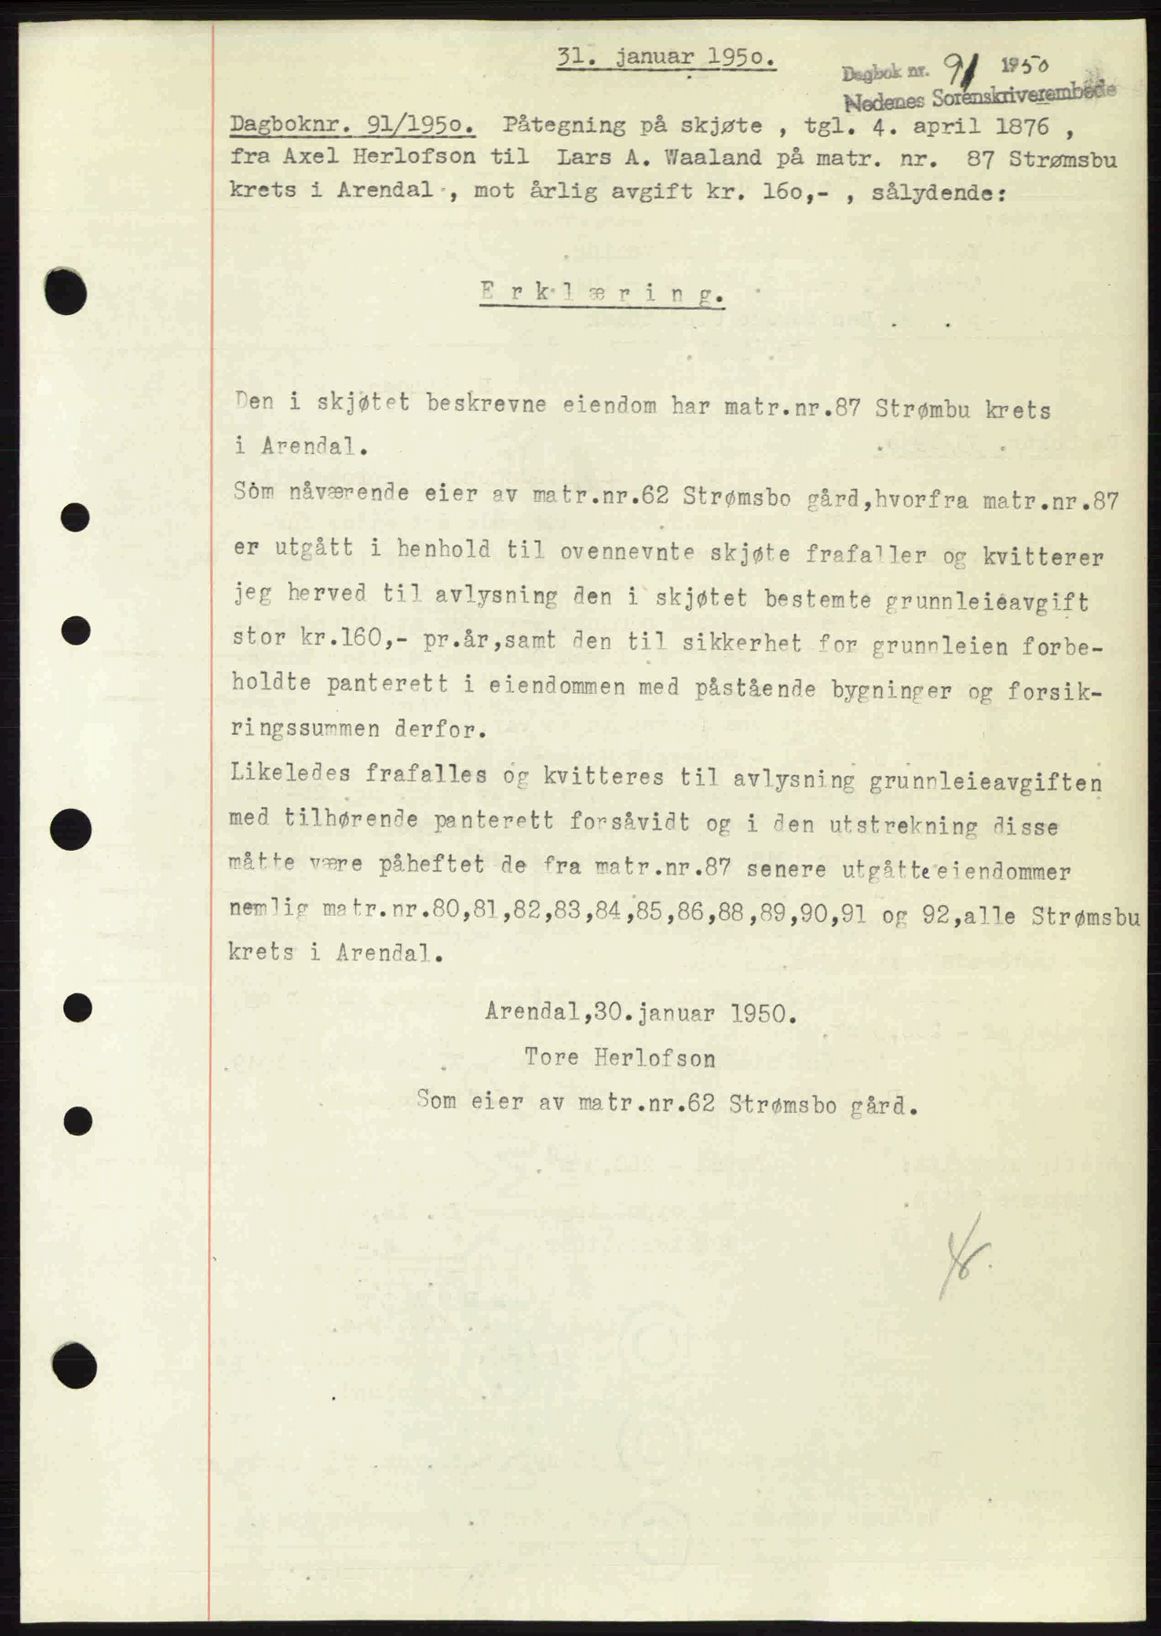 31. januar 1950.
Dagbok nr. 91 1950
Nedenes Sorenskriverembede
Dagboknr. 91/195o. Påtegning på skjøte , tgl. 4. april 1876 ,
fra Axel Herlofson til Lars A. Waaland på matr. nr. 87 Strømsbu
krets i Arendal , mot årlig avgift kr. 16o,- , sålydende:
E r k l æ r i n g.
Den i skjøtet beskrevne eiendom har matr.nr.87 Strømbu krets
i Arendal.
Som nåværende eier av matr.nr.62 Strømsbo gård,hvorfra matr.nr.87
er utgått i henhold til ovennevnte skjøte frafaller og kvitterer
jeg herved til avlysning den i skjøtet bestemte grunnleieavgift
stor kr.160,- pr.år,samt den til sikkerhet for grunnleien forbe-
holdte panterett i eiendommen med påstående bygninger og forsik-
ringssummen derfor.
Likeledes frafalles og kvitteres til avlysning grunnleieavgiften
med tilhørende panterett forsåvidt og i den utstrekning disse
måtte være påheftet de fra matr.nr.87 senere utgåtte eiendommer
nemlig matr.nr.80,81,82,83,84,85,86,88,89,90,91 og 92,alle Strømsbu
krets i Arendal.
Arendal,30.januar 1950.
Tore Herlofson
Som eier av matr.nr.62 Strømsbo gård.